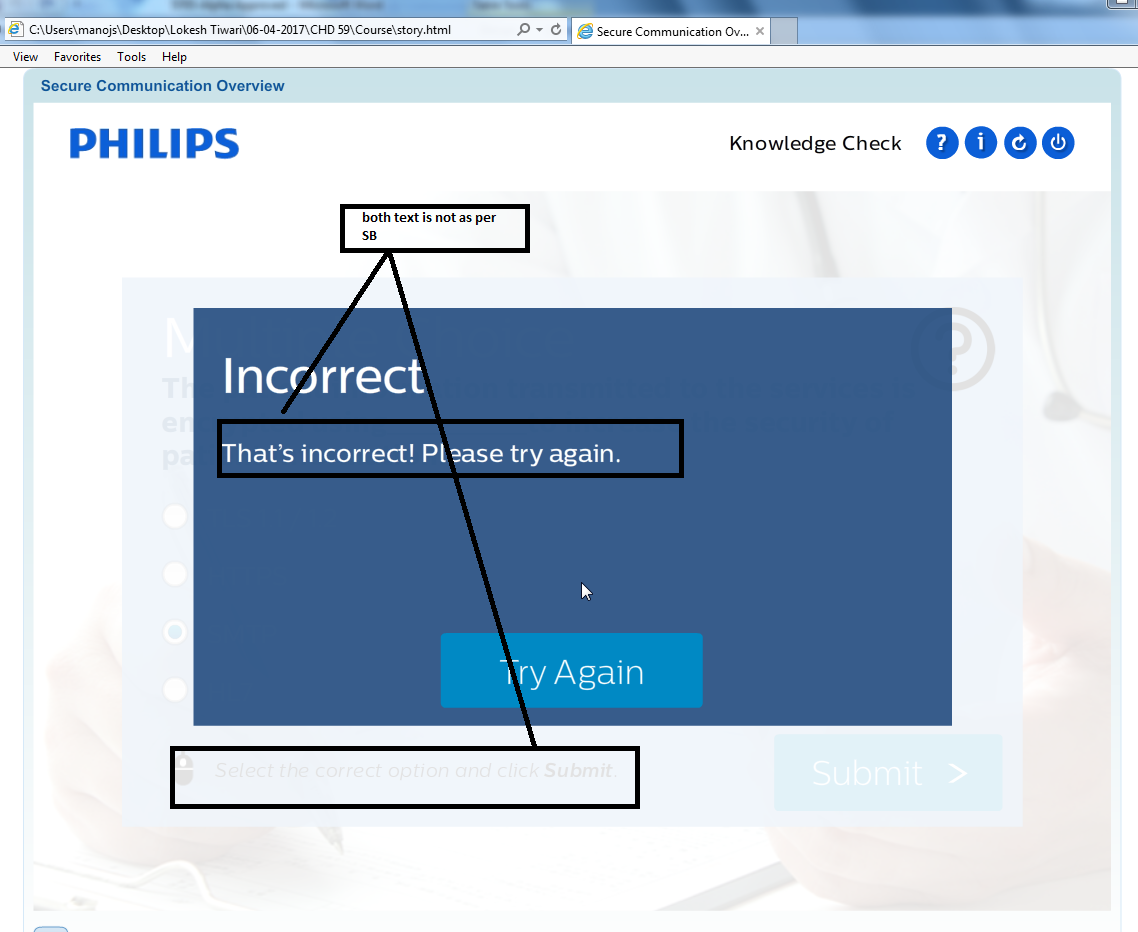 C:\Users\manojs\Desktop\Lokesh Tiwari\06-04-2017\CHD 59\Course\story.html
Secure Communication Ov...
View Favorites Tools Help
Secure Communication Overview
PHILIPS
Knowledge Check
both text is not as per
SB
Multiple Choice
Incorrect
That's incorrect! Please try again.
Try Again
Select the correct option and click Submit.
Submit >